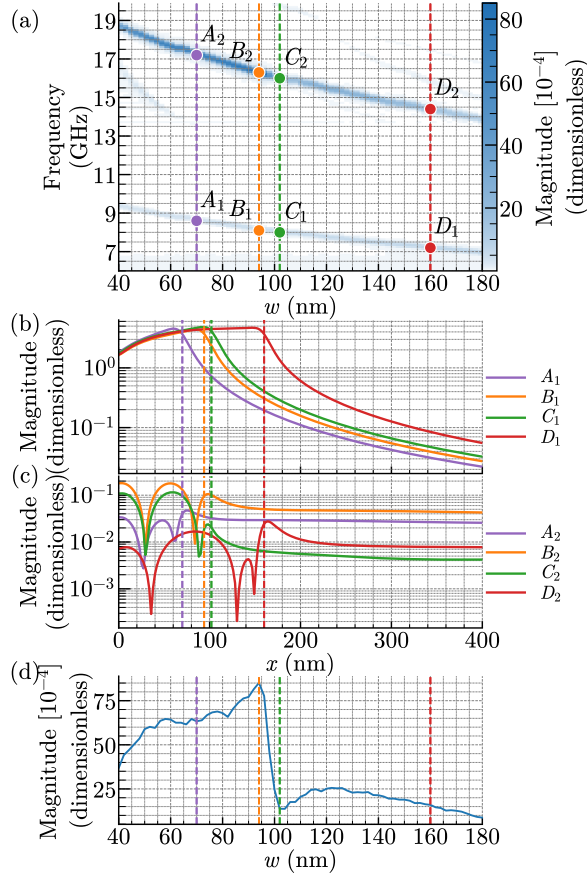 (a)
19
17
15
13
11
9
7
Frequency
(GHz)
A₂
B₂
C₂
D₂
A₁
B₁
C₁
D₁
40 60 80 100 120 140 160 180
w (nm)
80
60
40
20
Magnitude [10⁻⁴]
(dimensionless)
(b)
10⁰
10⁻¹
Magnitude
(dimensionless)
A₁
B₁
C₁
D₁
(c)
10⁻¹
10⁻²
10⁻³
Magnitude
(dimensionless)
A₂
B₂
C₂
D₂
0 100 200 300 400
x (nm)
(d)
75
50
25
Magnitude [10⁻⁴]
(dimensionless)
40 60 80 100 120 140 160 180
w (nm)